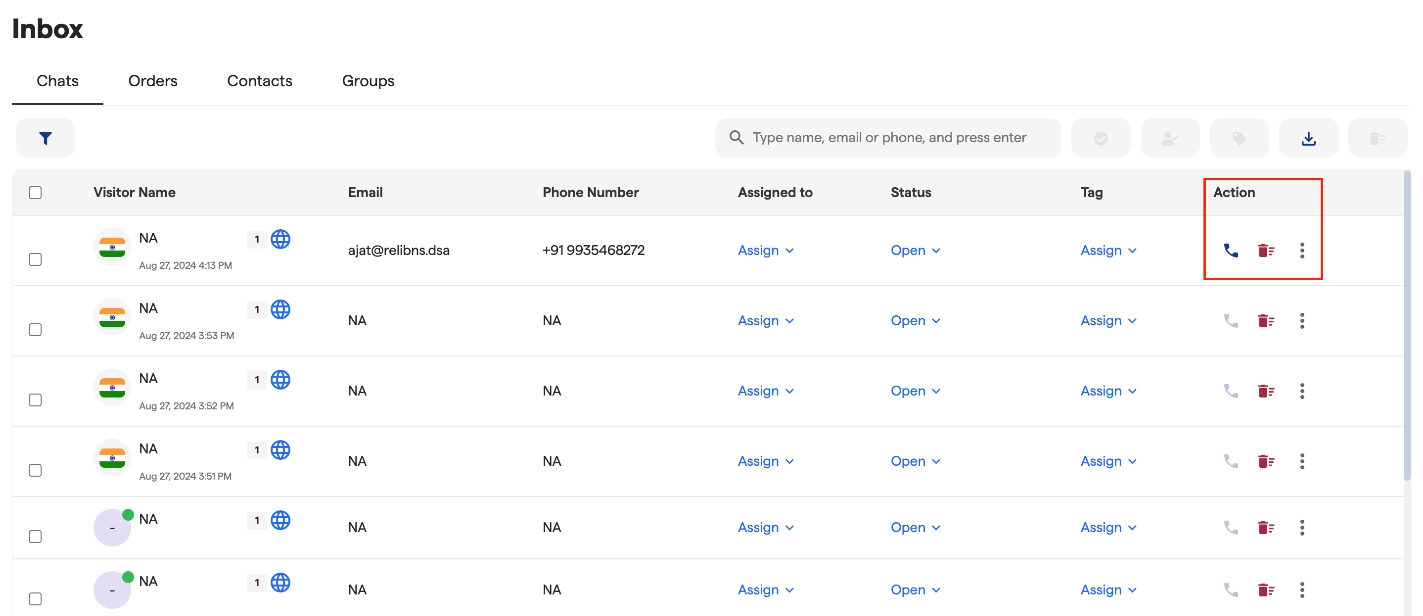 Inbox
Chats Orders Contacts Groups
Type name, email or phone, and press enter
Visitor Name Email Phone Number Assigned to Status Tag Action
NA 1 ajat@relibns.dsa +91 9935468272 Assign Open Assign
Aug 27, 2024 4:13 PM
NA 1 NA NA Assign Open Assign
Aug 27, 2024 3:53 PM
NA 1 NA NA Assign Open Assign
Aug 27, 2024 3:52 PM
NA 1 NA NA Assign Open Assign
Aug 27, 2024 3:51 PM
- NA 1 NA NA Assign Open Assign
- NA 1 NA NA Assign Open Assign